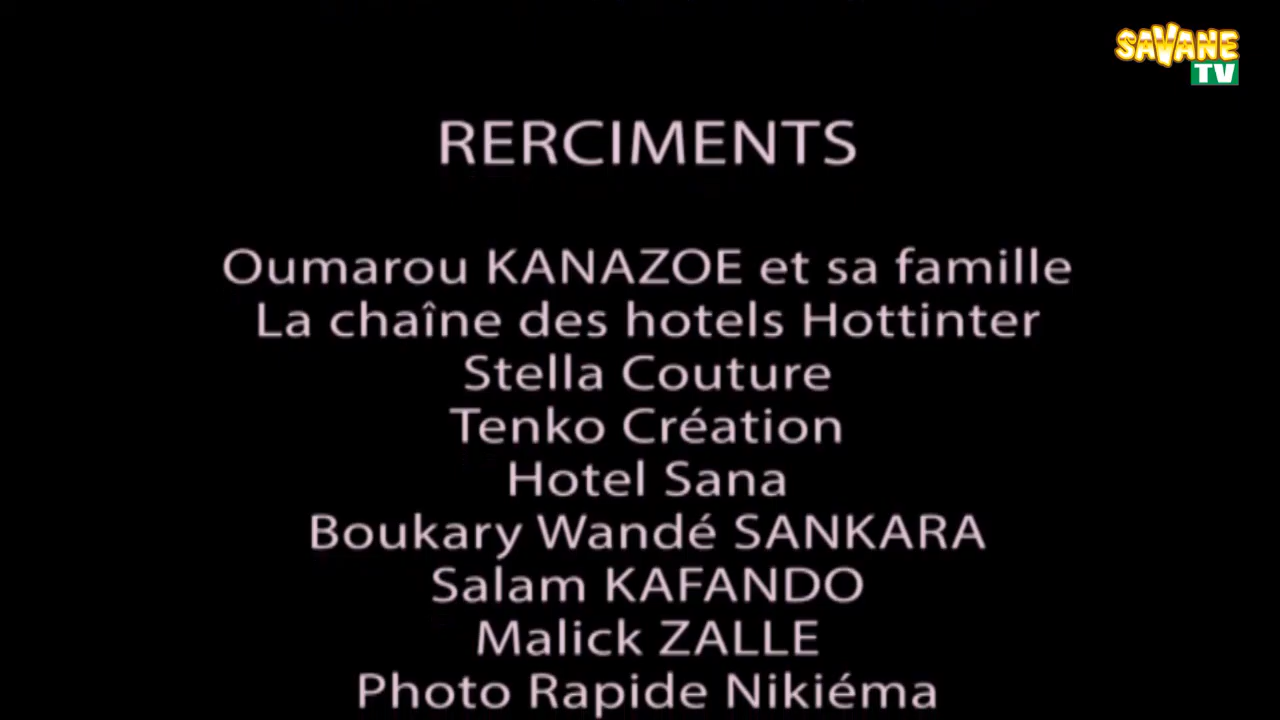 SAVANE
TV
RERCIMENTS
Oumarou KANAZOE et sa famille
La chaîne des hotels Hottinter
Stella Couture
Tenko Création
Hotel Sana
Boukary Wandé SANKARA
Salam KAFANDO
Malick ZALLE
Photo Rapide Nikiéma